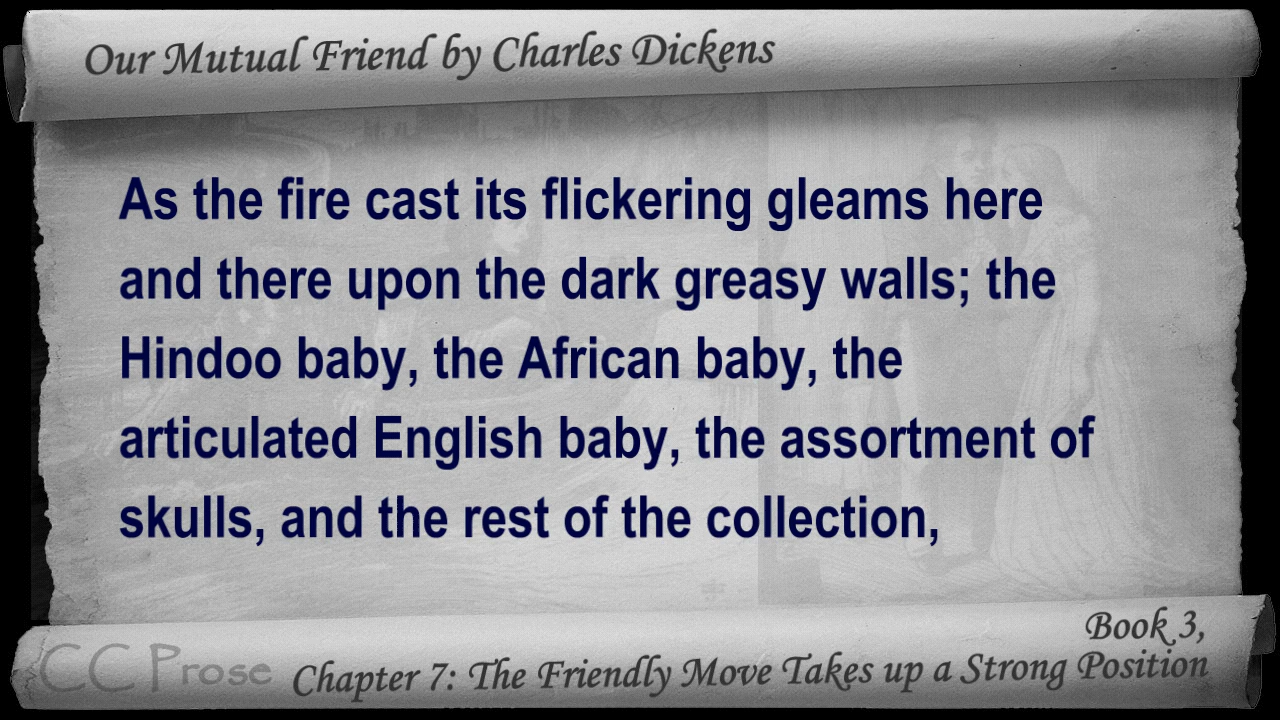 Our Mutual Friend by Charles Dickens
As the fire cast its flickering gleams here
and there upon the dark greasy walls; the
Hindoo baby, the African baby, the
articulated English baby, the assortment of
skulls, and the rest of the collection,
Book 3,
CC Prose
Chapter 7: The Friendly Move Takes up a Strong Position